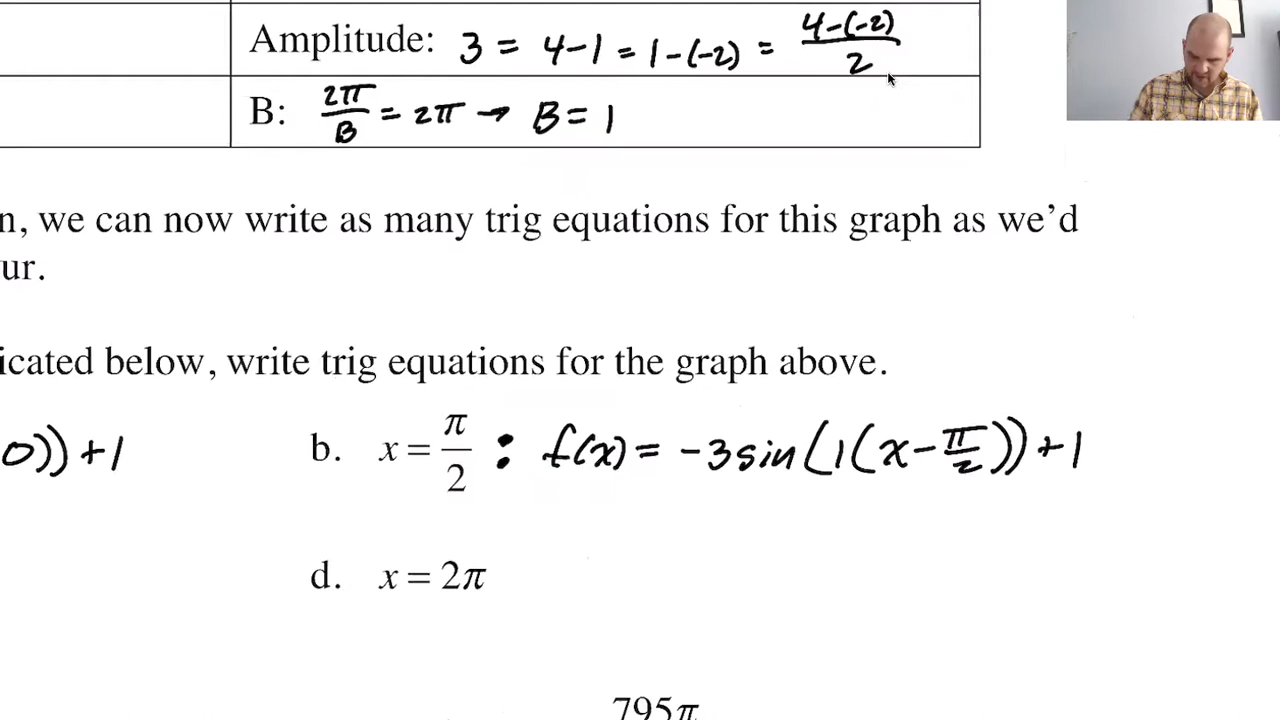 Amplitude: 3 = 4-1 = 1-(-2) = (4-(-2))/2
B: 2π/B = 2π → B = 1
n, we can now write as many trig equations for this graph as we'd
ur.
icated below, write trig equations for the graph above.
0)) +1
b. x = π/2 : f(x) = -3sin(1(x-π/2))+1
d. x = 2π
795π